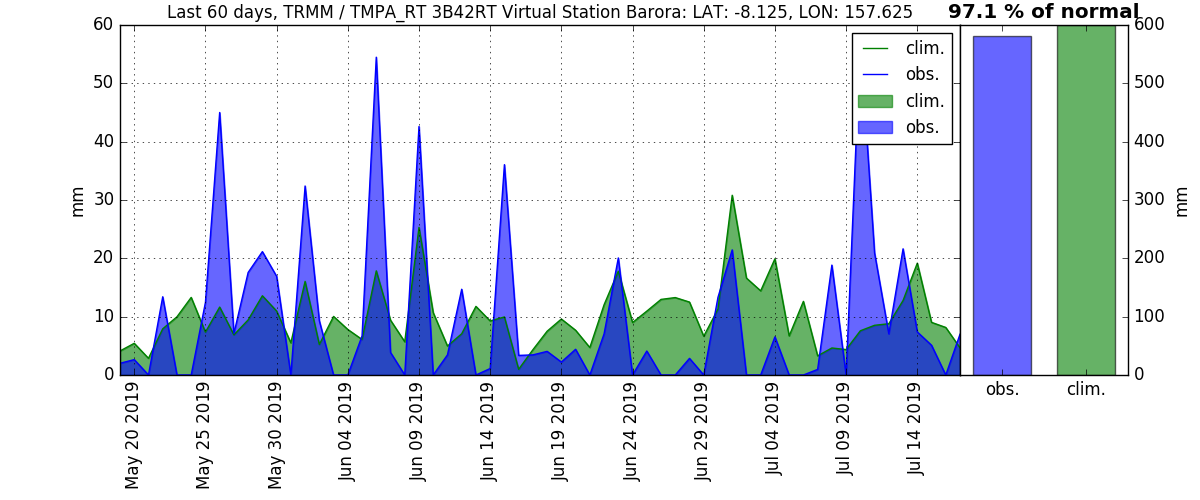 Last 60 days, TRMM / TMPA_RT 3B42RT Virtual Station Barora: LAT: -8.125, LON: 157.625
97.1 % of normal
60
50
40
30
20
10
0
mm
clim.
obs.
clim.
obs.
600
500
400
300
200
100
0
mm
obs.
clim.
May 20 2019
May 25 2019
May 30 2019
Jun 04 2019
Jun 09 2019
Jun 14 2019
Jun 19 2019
Jun 24 2019
Jun 29 2019
Jul 04 2019
Jul 09 2019
Jul 14 2019